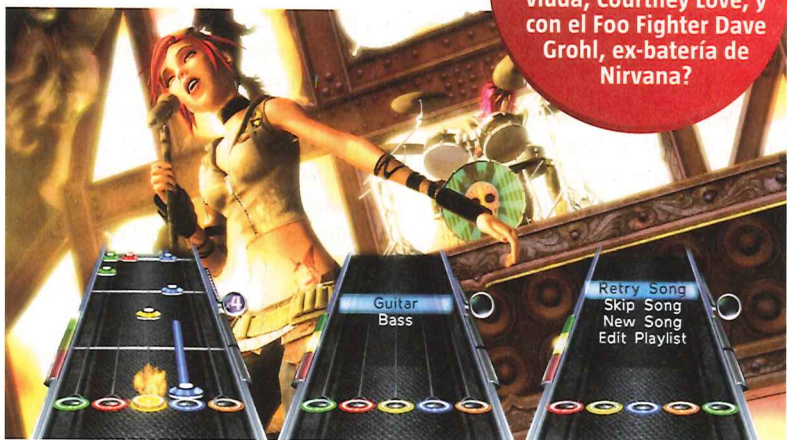 viuda, Courtney Love, y
con el Foo Fighter Dave
Grohl, ex-batería de
Nirvana?
x4
Guitar
Bass
Retry Song
Skip Song
New Song
Edit Playlist